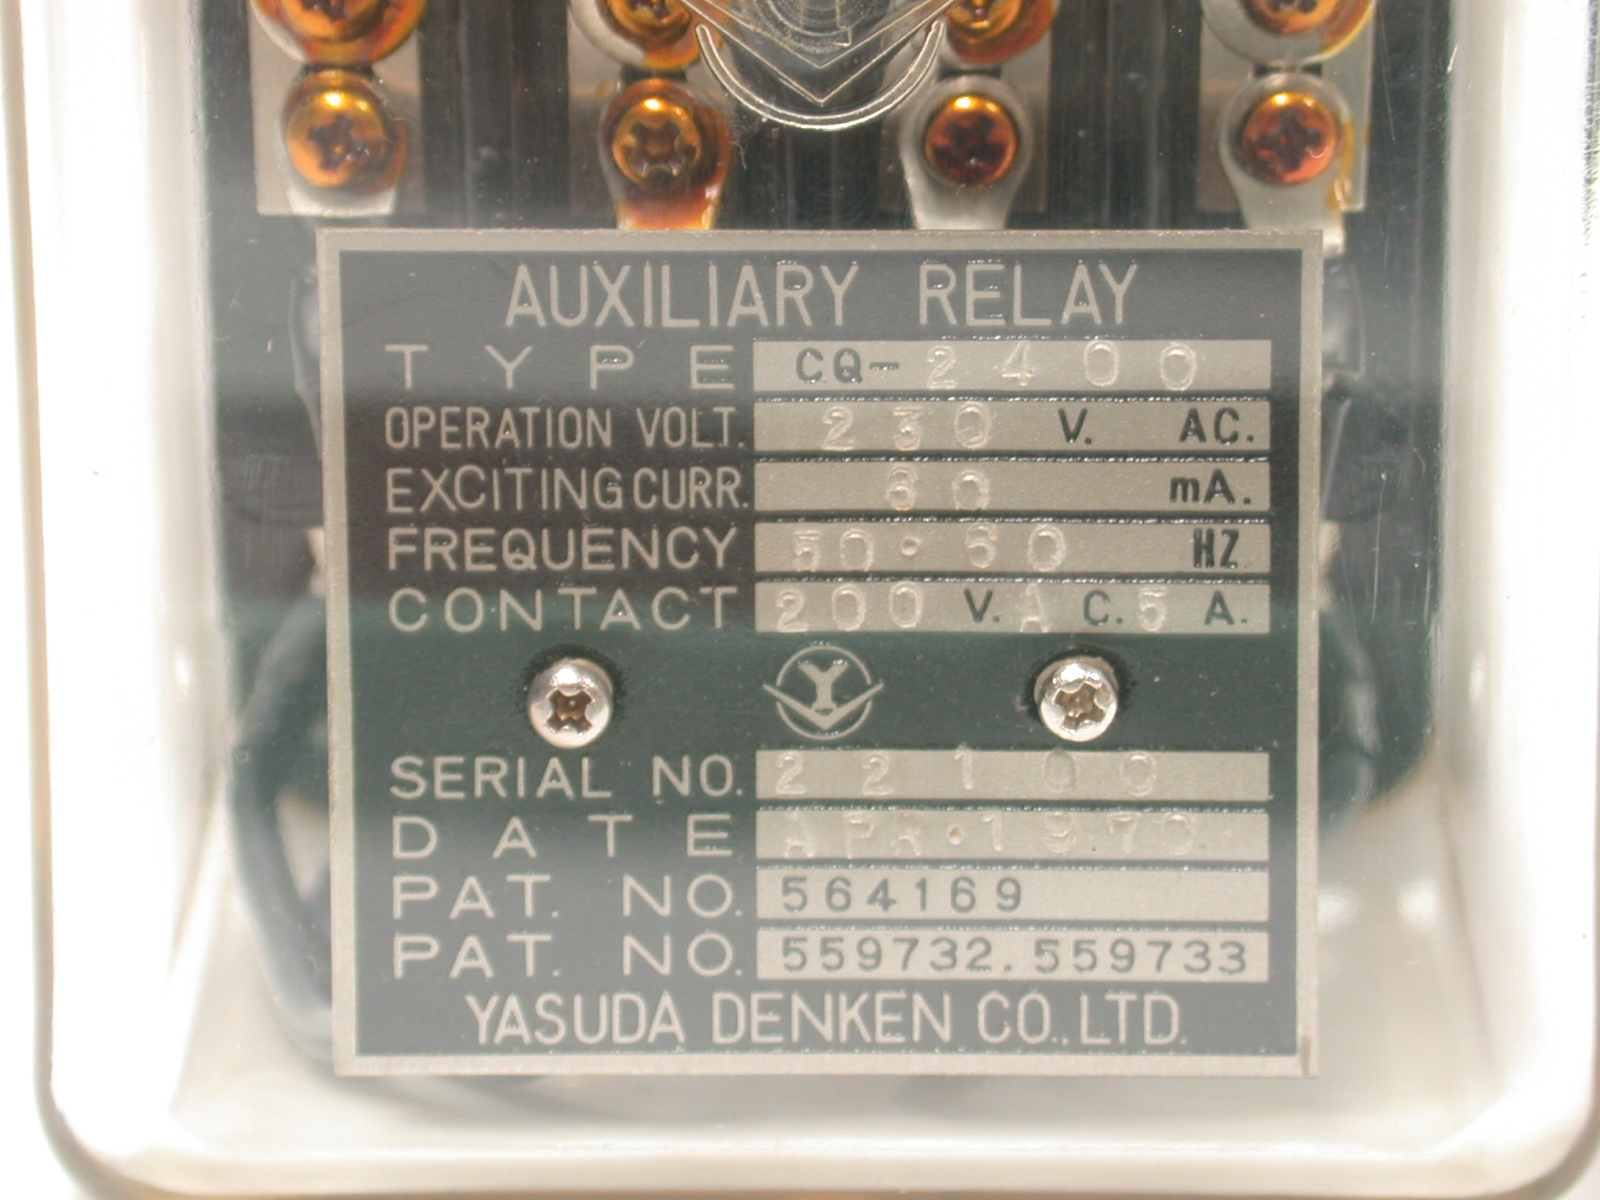 AUXILIARY RELAY
TYPE CQ-2400
OPERATION VOLT. 230 V. AC.
EXCITING CURR. 60 mA.
FREQUENCY 50·60 HZ
CONTACT 200 V. A C. 5 A.
Y
SERIAL NO. 22100
DATE APR·1970
PAT. NO. 564169
PAT. NO. 559732.559733
YASUDA DENKEN CO.,LTD.